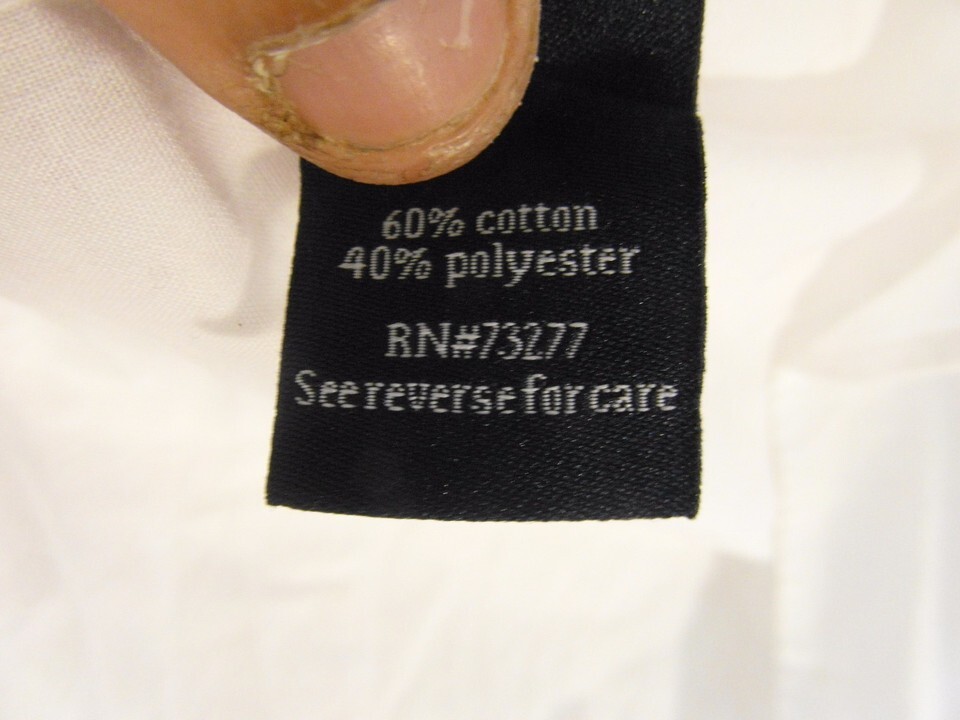 60% cotton
40% polyester
RN#73277
See reverse for care